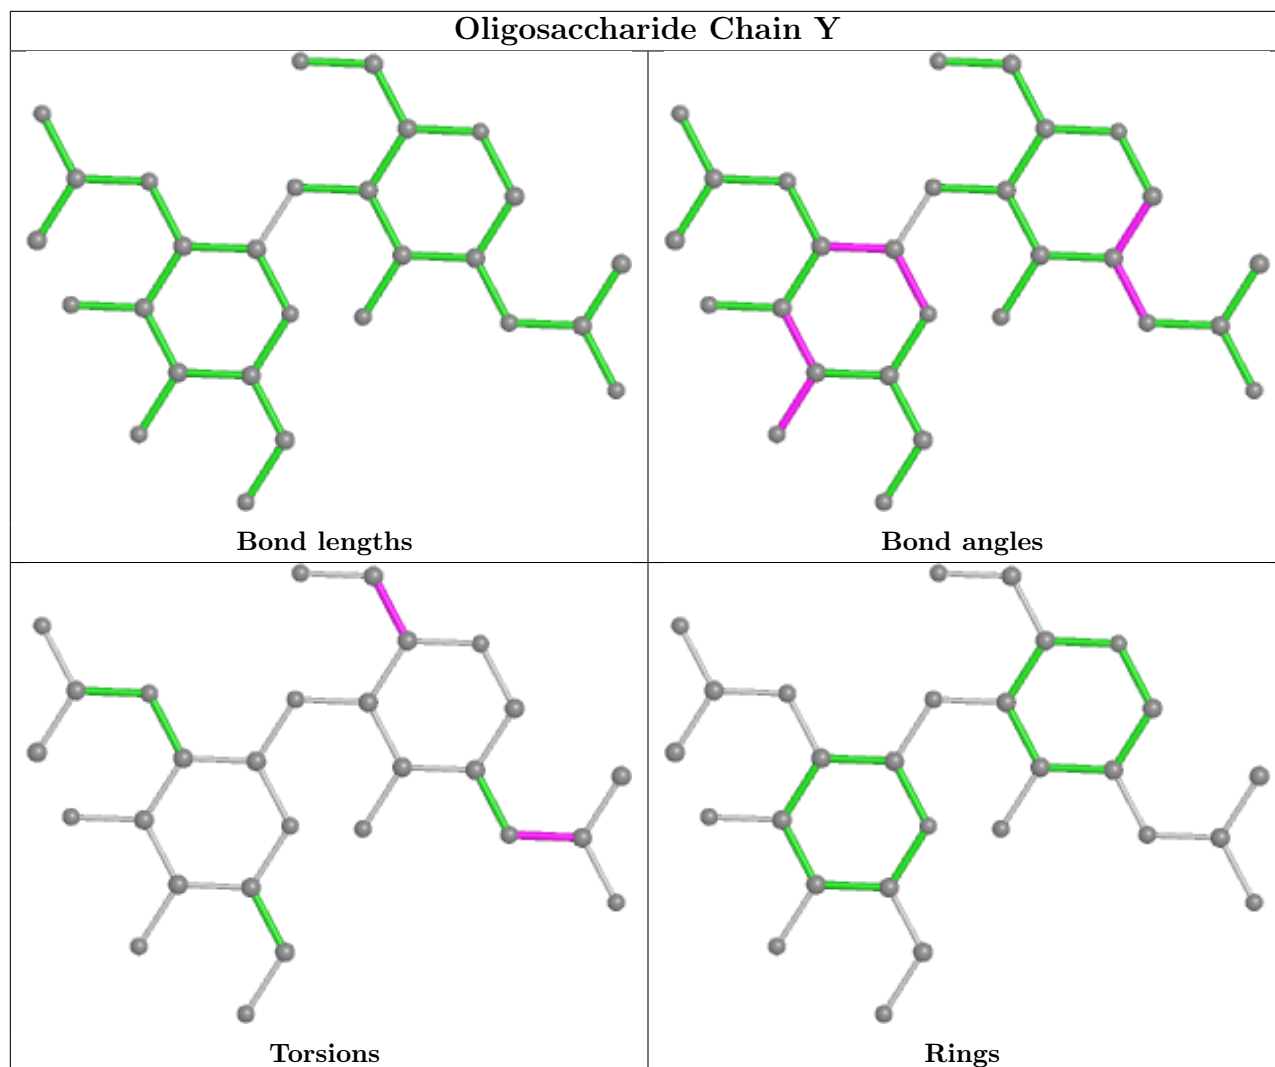 Oligosaccharide Chain Y
Bond lengths
Bond angles
Torsions
Rings